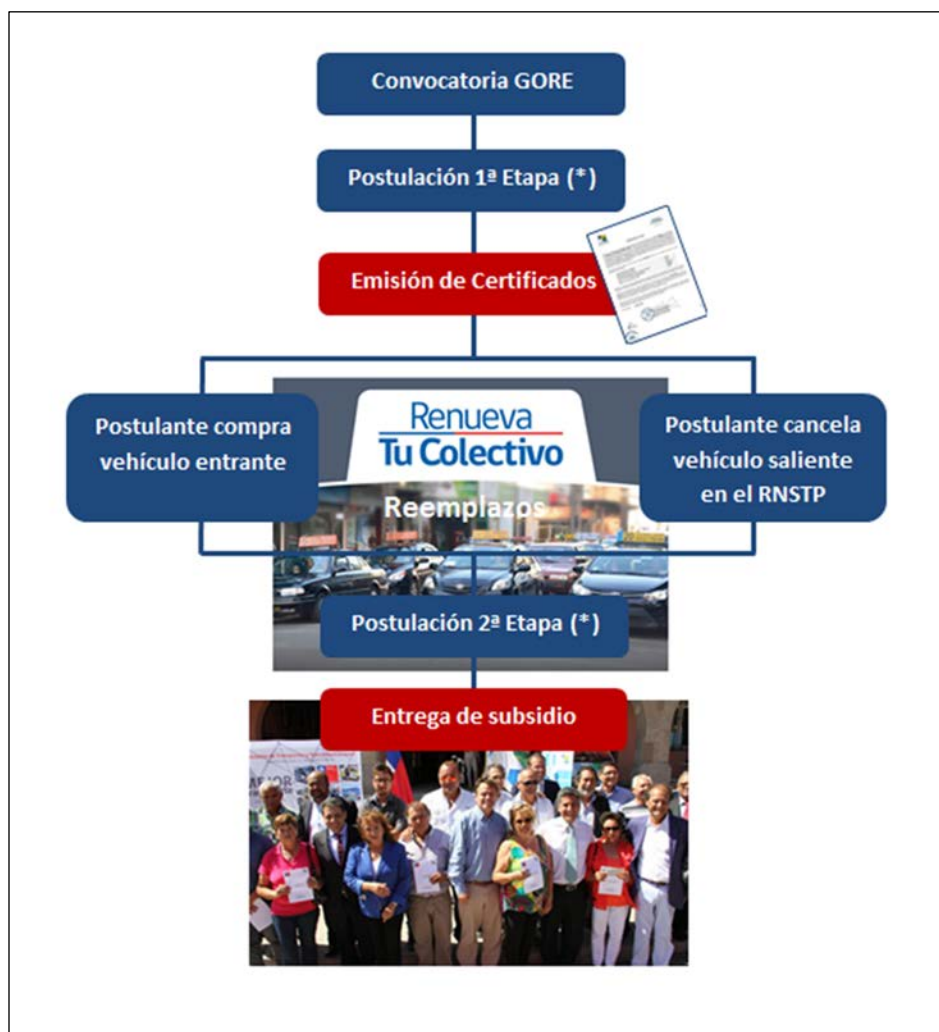 Convocatoria GORE
Postulación 1ª Etapa (*)
Emisión de Certificados
Postulante compra
vehículo entrante
Renueva
Tu Colectivo
Reemplazos
Postulante cancela
vehículo saliente
en el RNSTP
Postulación 2ª Etapa (*)
Entrega de subsidio